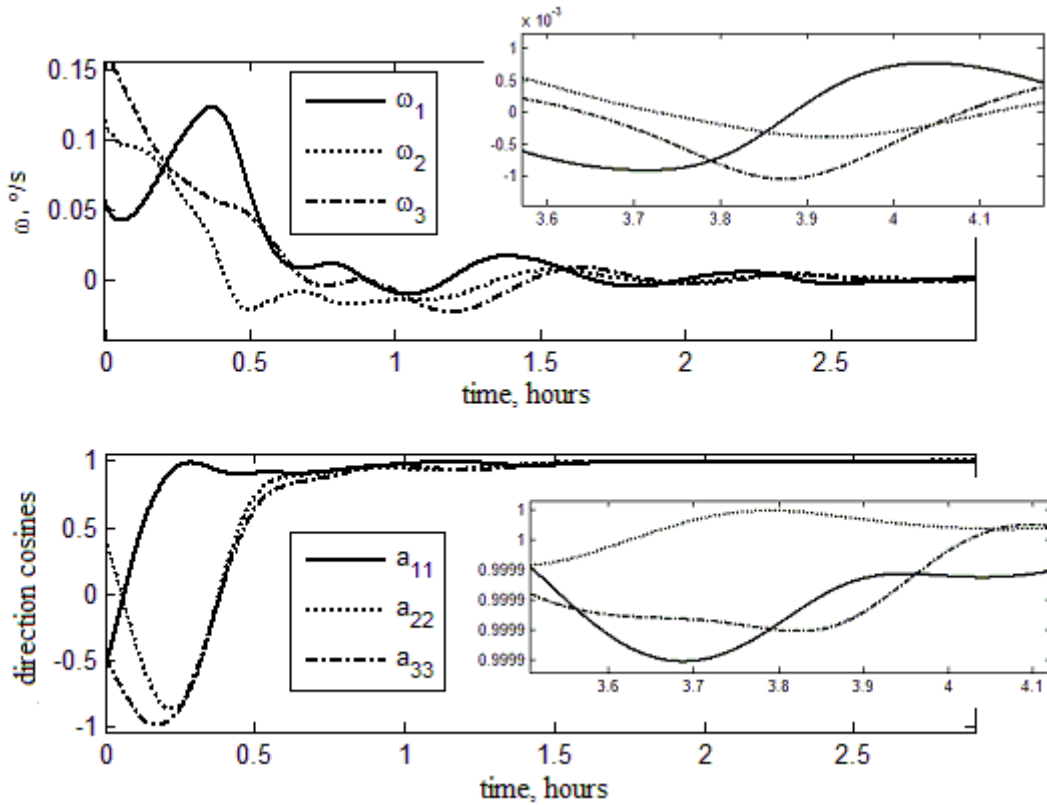 × 10⁻³
1
0.5
0
-0.5
-1
3.6 3.7 3.8 3.9 4 4.1
0.15
0.1
0.05
0
ω, º/s
ω1
ω2
ω3
0 0.5 1 1.5 2 2.5
time, hours
1
0.5
0
-0.5
-1
direction cosines
a11
a22
a33
1
1
0.9999
0.9999
0.9999
0.9999
3.6 3.7 3.8 3.9 4 4.1
0 0.5 1 1.5 2 2.5
time, hours